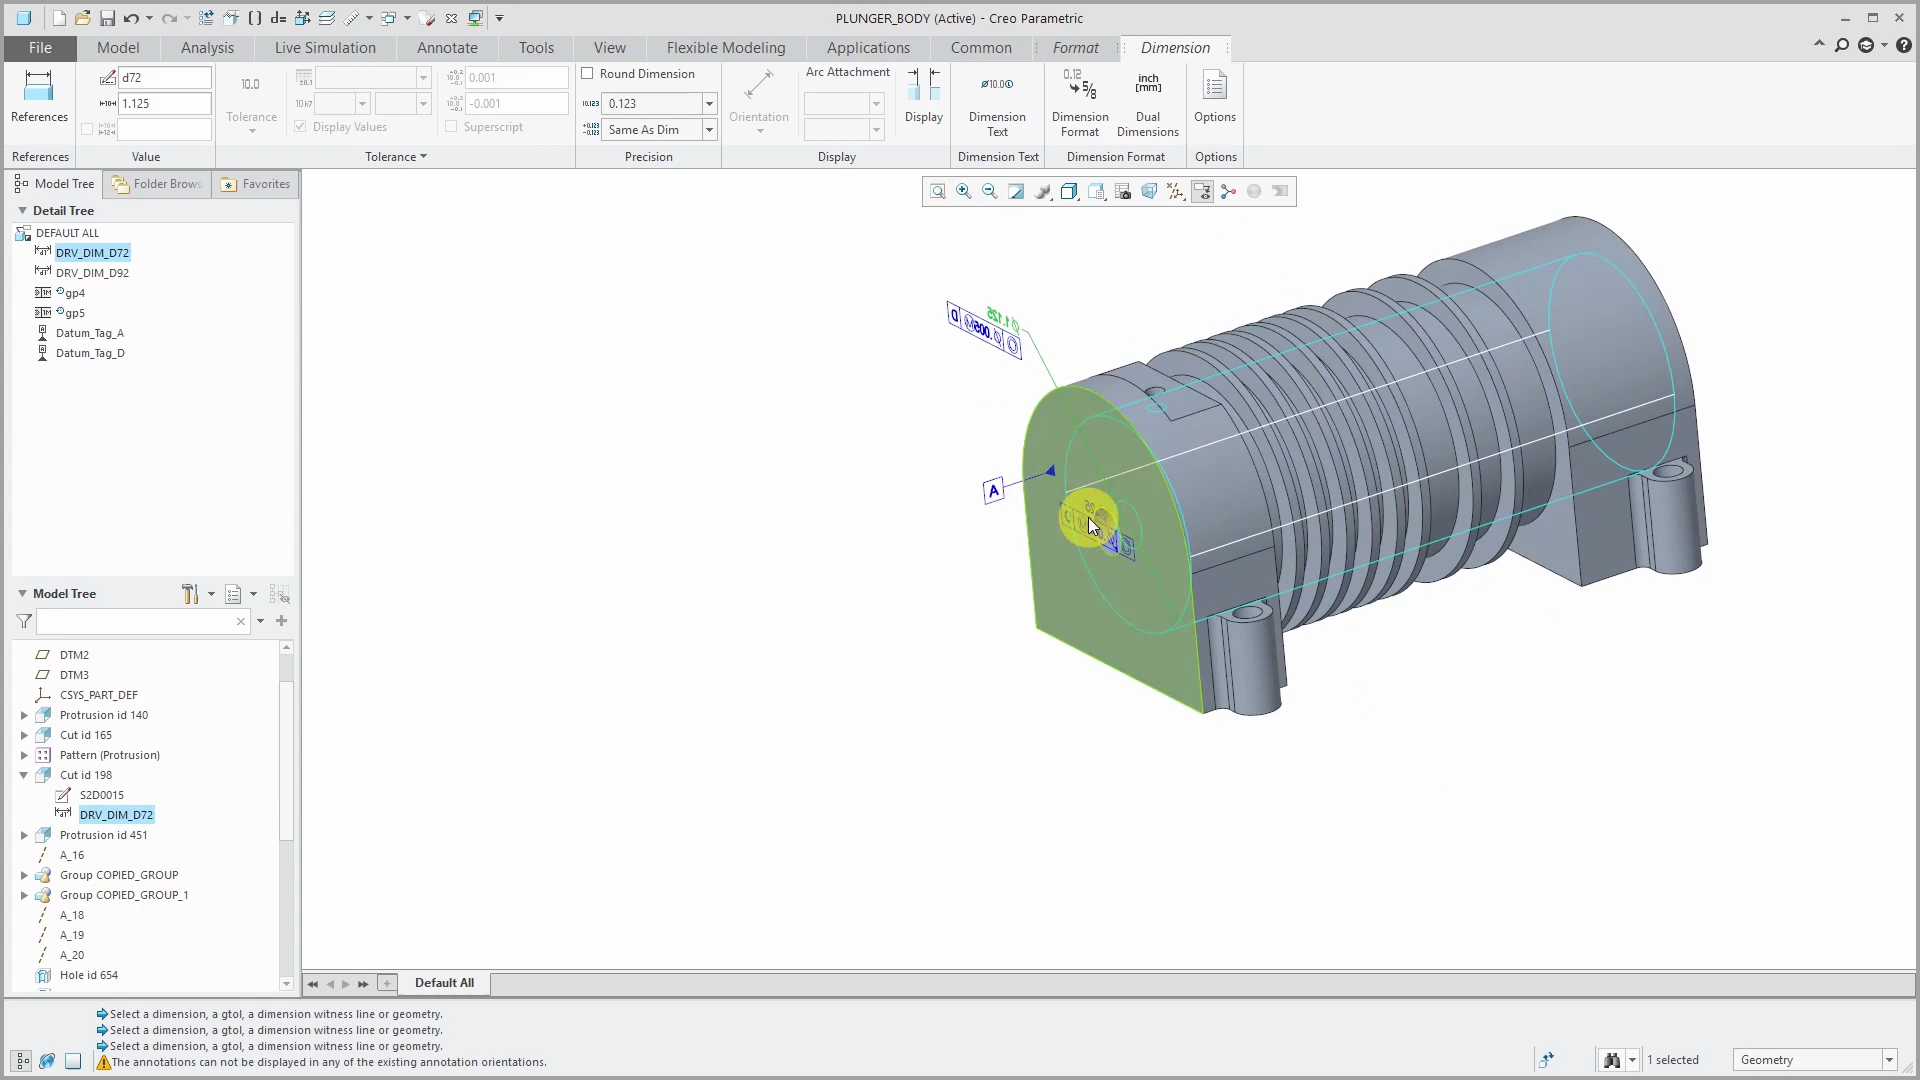 PLUNGER_BODY (Active) - Creo Parametric
File
Model
Analysis
Live Simulation
Annotate
Tools
View
Flexible Modeling
Applications
Common
Format
Dimension
References
References
d72
1.125
Value
10.0
Tolerance
10h7
Display Values
0.001
-0.001
Superscript
Tolerance
Round Dimension
0.123
Same As Dim
Precision
Orientation
Arc Attachment
Display
Display
Dimension
Text
Dimension Text
Dimension
Format
inch
[mm]
Dual
Dimensions
Dimension Format
Options
Options
Model Tree
Folder Brows
Favorites
Detail Tree
DEFAULT ALL
DRV_DIM_D72
DRV_DIM_D92
gp4
gp5
Datum_Tag_A
Datum_Tag_D
Model Tree
DTM2
DTM3
CSYS_PART_DEF
Protrusion id 140
Cut id 165
Pattern (Protrusion)
Cut id 198
S2D0015
DRV_DIM_D72
Protrusion id 451
A_16
Group COPIED_GROUP
Group COPIED_GROUP_1
A_18
A_19
A_20
Hole id 654
Ø1.125
A
Default All
Select a dimension, a gtol, a dimension witness line or geometry.
Select a dimension, a gtol, a dimension witness line or geometry.
Select a dimension, a gtol, a dimension witness line or geometry.
The annotations can not be displayed in any of the existing annotation orientations.
1 selected
Geometry